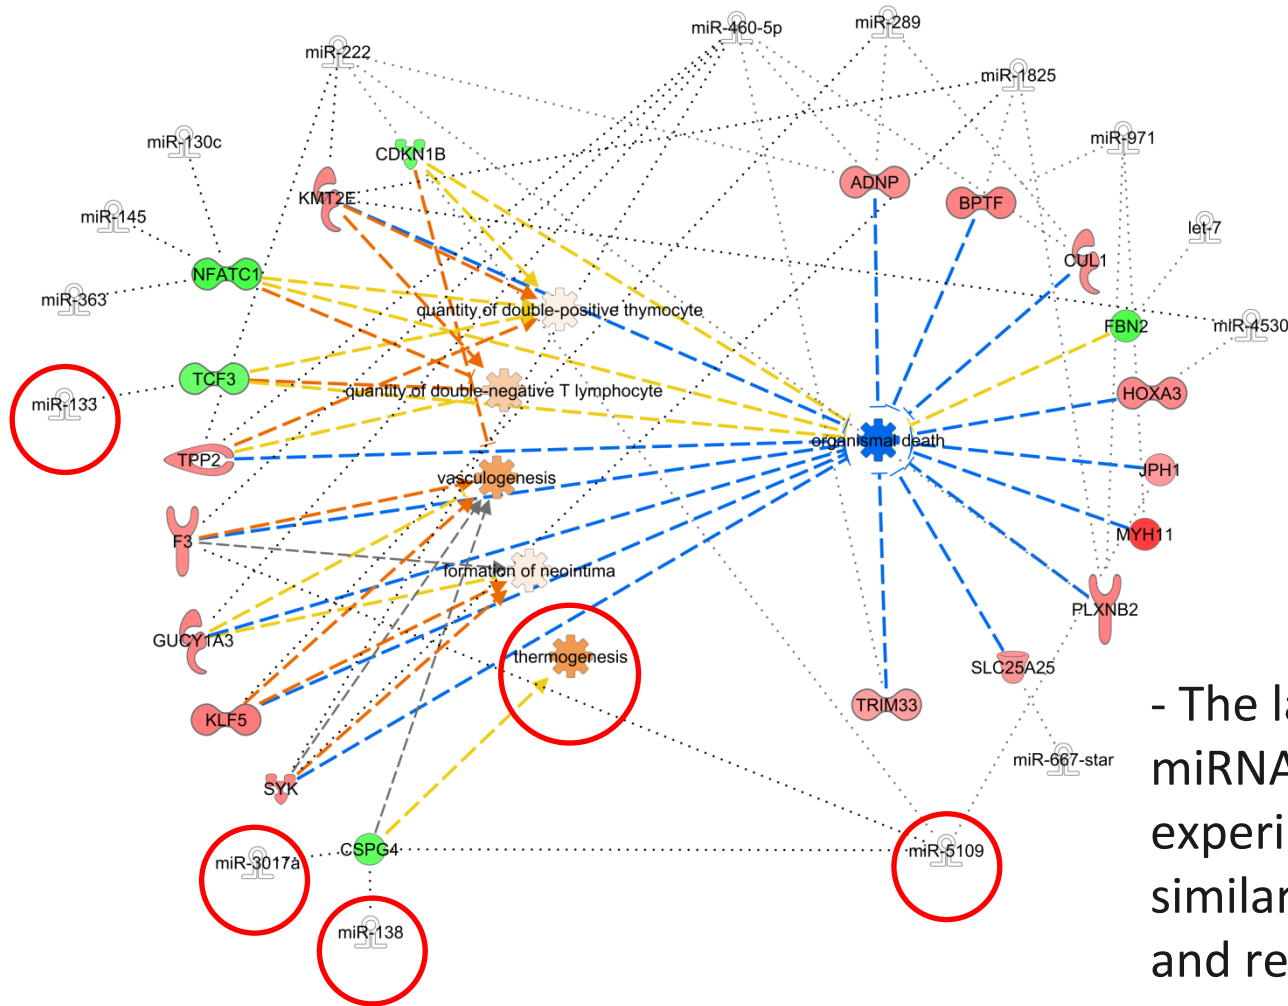 miR-460-5p
miR-289
miR-222
miR-1825
miR-130c
miR-971
CDKN1B
ADNP
KMT2E
BPTF
miR-145
let-7
CUL1
NFATC1
miR-363
quantity of double-positive thymocyte
FBN2
miR-4530
TCF3
quantity of double-negative T lymphocyte
HOXA3
miR-133
organismal death
TPP2
JPH1
vasculogenesis
MYH11
F3
formation of neointima
PLXNB2
GUCY1A3
thermogenesis
SLC25A25
KLF5
TRIM33
miR-667-star
SYK
CSPG4
miR-3017a
miR-5109
miR-138
- The la
miRNA
experi
similar
and re